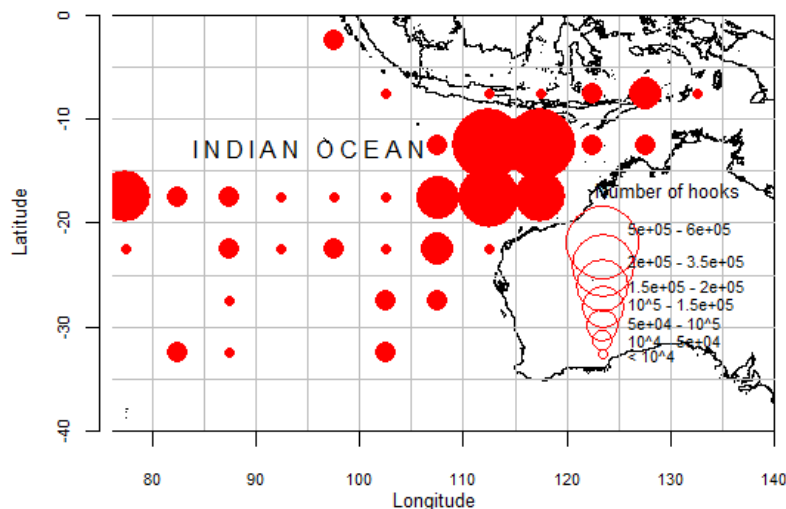 0
-10
-20
-30
-40
Latitude
INDIAN OCEAN
Number of hooks
5e+05 - 6e+05
2e+05 - 3.5e+05
1.5e+05 - 2e+05
10^5 - 1.5e+05
5e+04 - 10^5
10^4 - 5e+04
< 10^4
80 90 100 110 120 130 140
Longitude